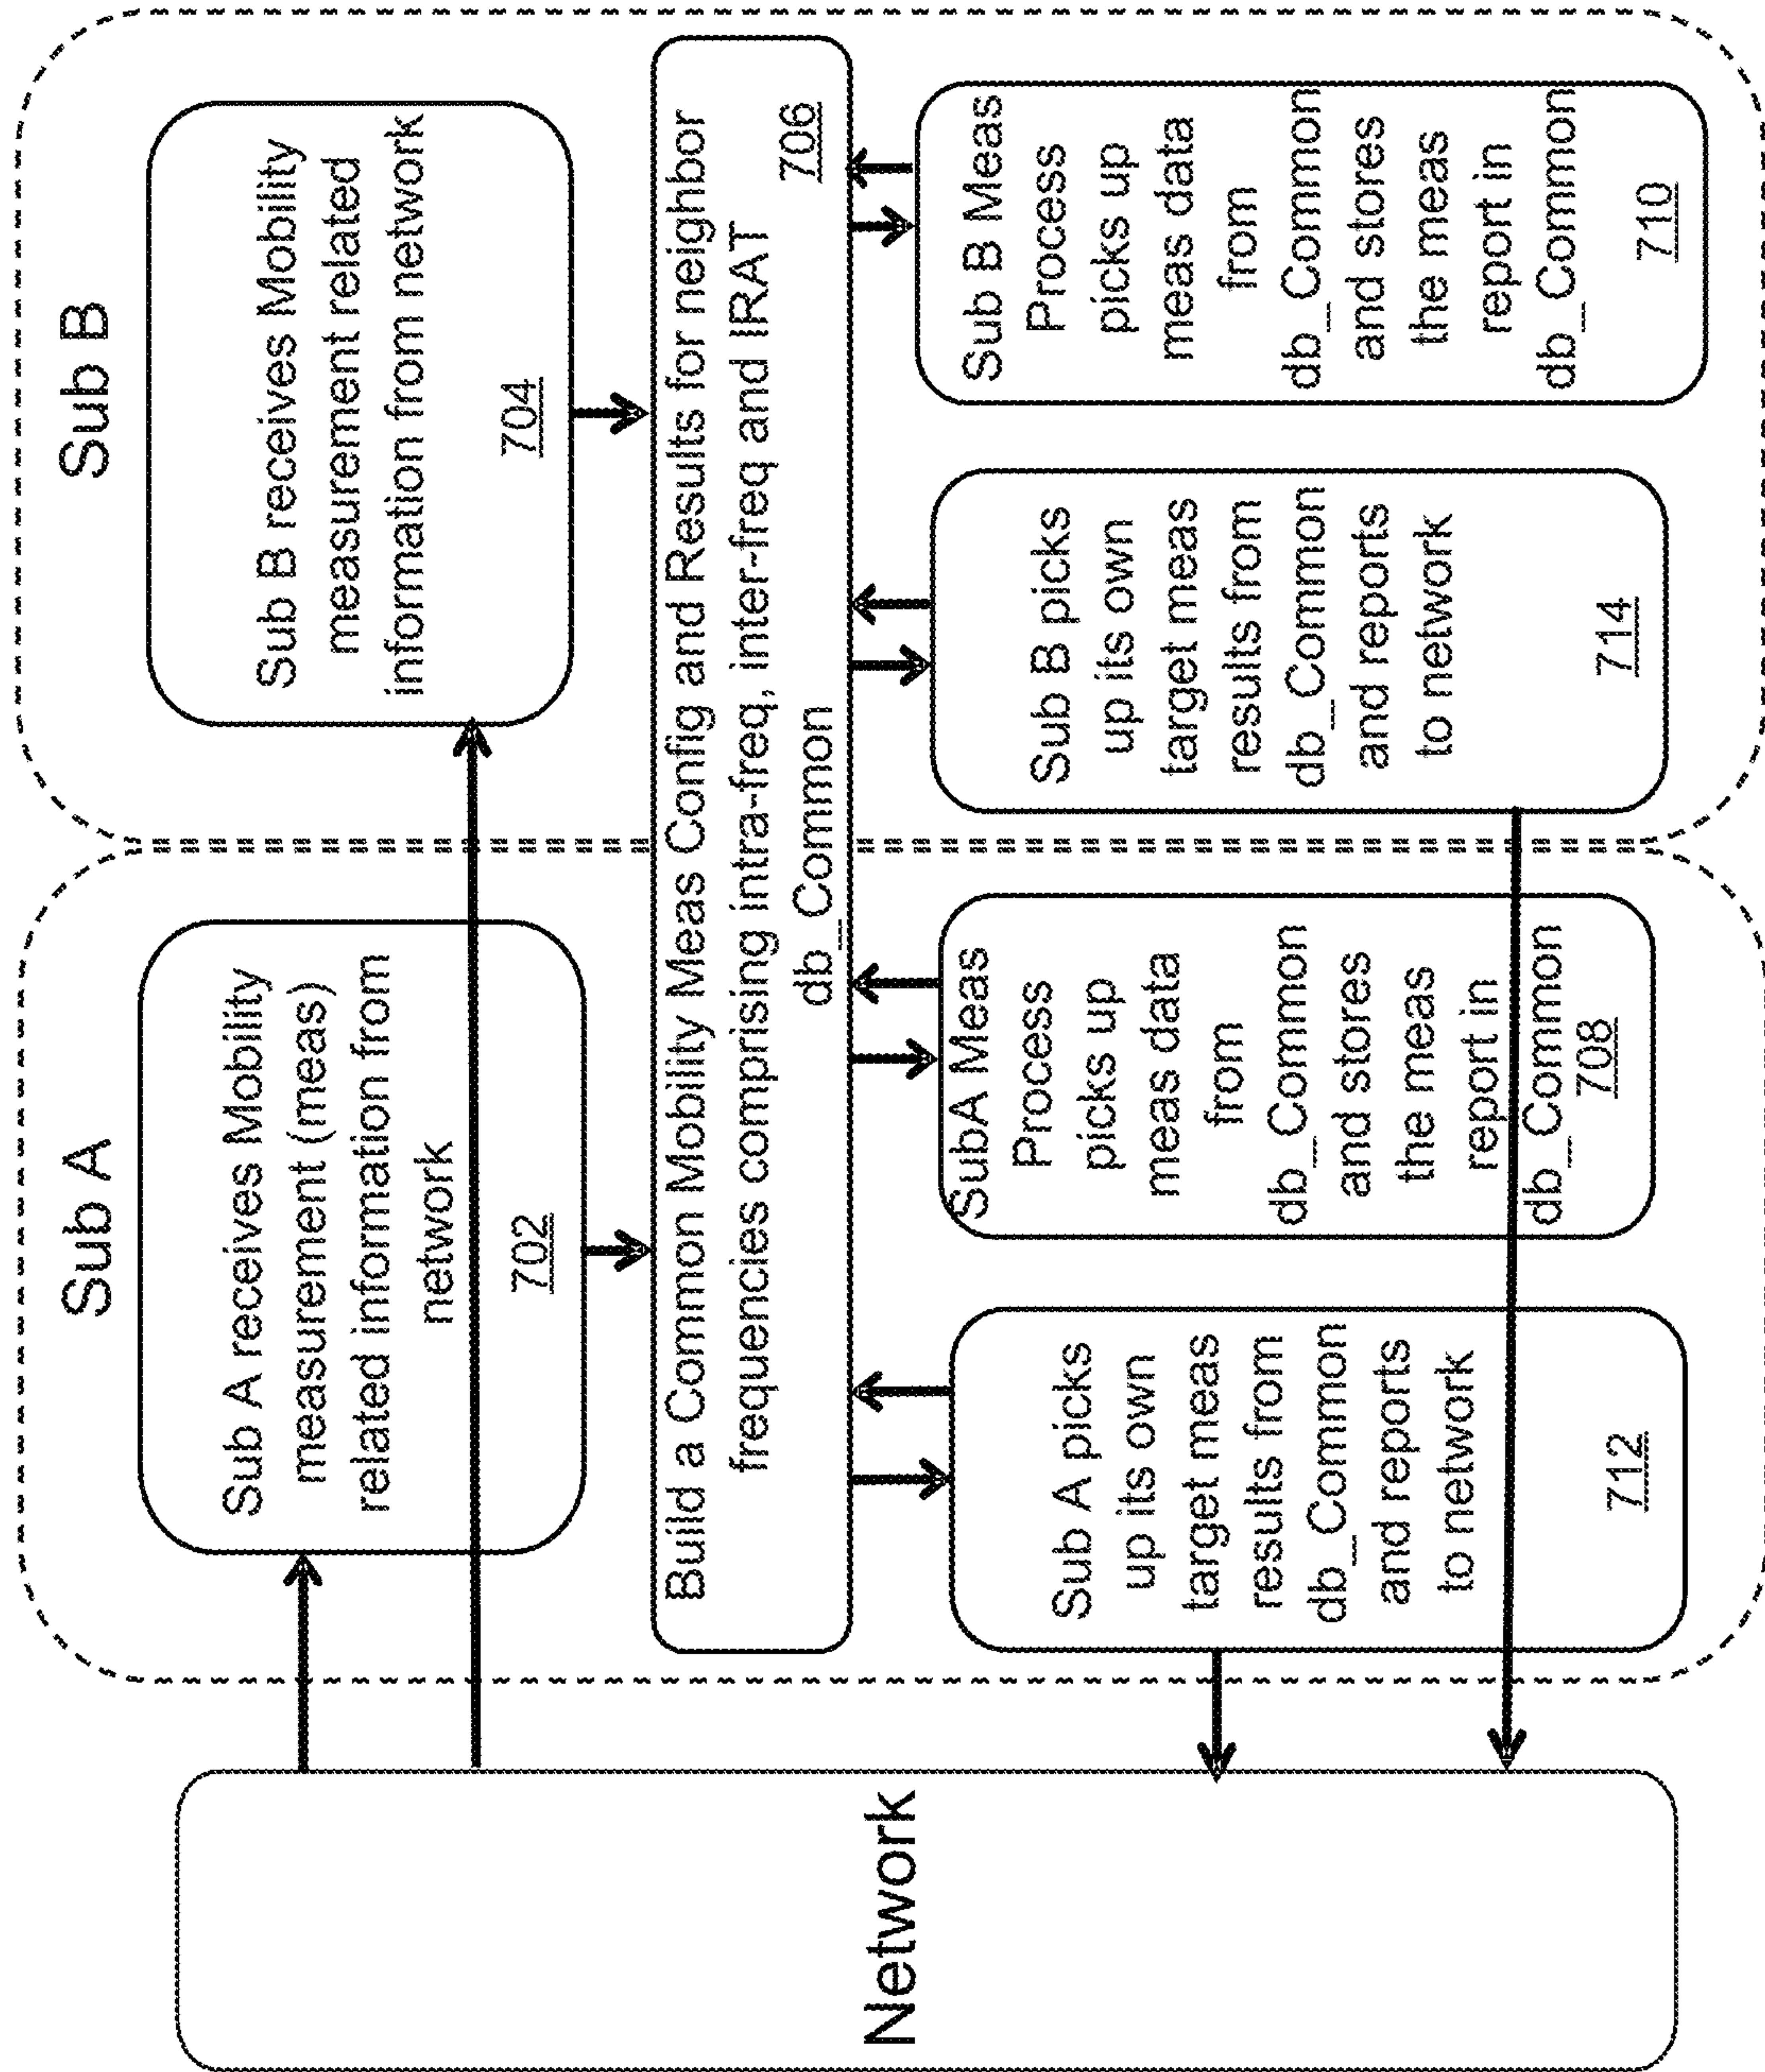 Sub A
Sub B
Sub A receives Mobility
measurement (meas)
related information from
network
702
Sub B receives Mobility
measurement related
information from network
704
Build a Common Mobility Meas Config and Results for neighbor
frequencies comprising intra-freq, inter-freq and IRAT
db_Common
706
Network
Sub A picks
up its own
target meas
results from
db_Common
and reports
to network
712
SubA Meas
Process
picks up
meas data
from
db_Common
and stores
the meas
report in
db_Common
708
Sub B picks
up its own
target meas
results from
db_Common
and reports
to network
714
Sub B Meas
Process
picks up
meas data
from
db_Common
and stores
the meas
report in
db_Common
710